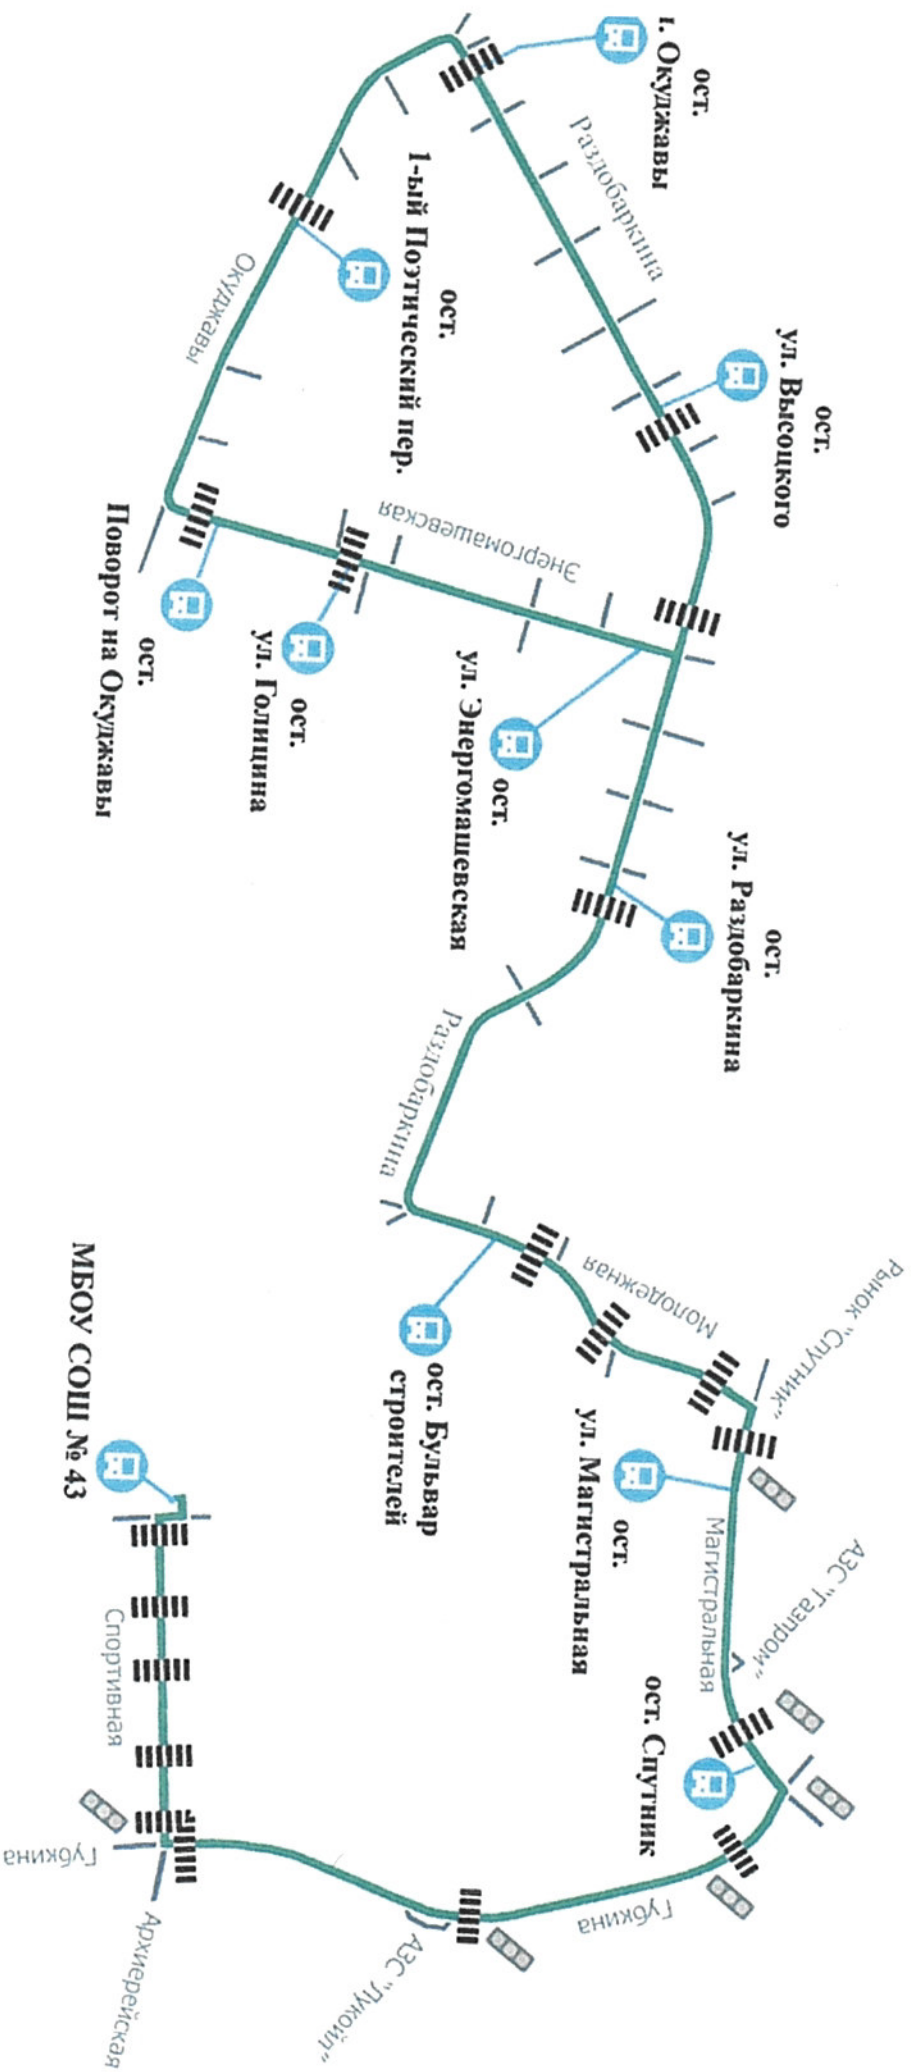 ост.
г. Окуджавы
Раздобаркина
ост.
ул. Высоцкого
ост.
1-ый Поэтический пер.
Окуджавы
Энергомашевская
ост.
Поворот на Окуджавы
ост.
ул. Голицина
ост.
ул. Энергомашевская
ост.
ул. Раздобаркина
Раздобаркина
ост. Бульвар
строителей
Молодежная
Рынок "Спутник"
ост.
ул. Магистральная
Магистральная
АЗС "Газпром"
ост. Спутник
Губкина
АЗС "Лукойл"
Архиерейская
Губкина
Спортивная
МБОУ СОШ № 43